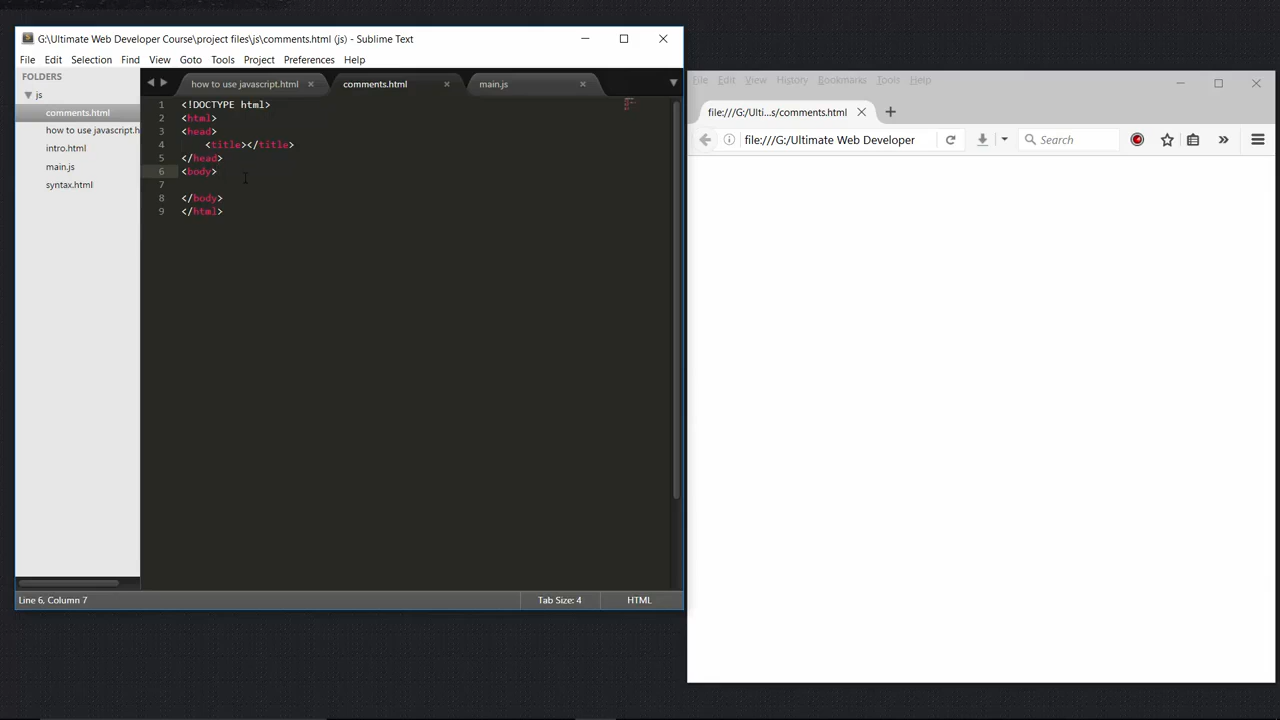 G:\Ultimate Web Developer Course\project files\js\comments.html (js) - Sublime Text
File Edit Selection Find View Goto Tools Project Preferences Help
FOLDERS
js
comments.html
how to use javascript.h
intro.html
main.js
syntax.html
how to use javascript.html
comments.html
main.js
1 <!DOCTYPE html>
2 <html>
3 <head>
4 <title></title>
5 </head>
6 <body>
7
8 </body>
9 </html>
Line 6, Column 7
Tab Size: 4
HTML
File Edit View History Bookmarks Tools Help
file:///G:/Ulti...s/comments.html
file:///G:/Ultimate Web Developer
Search